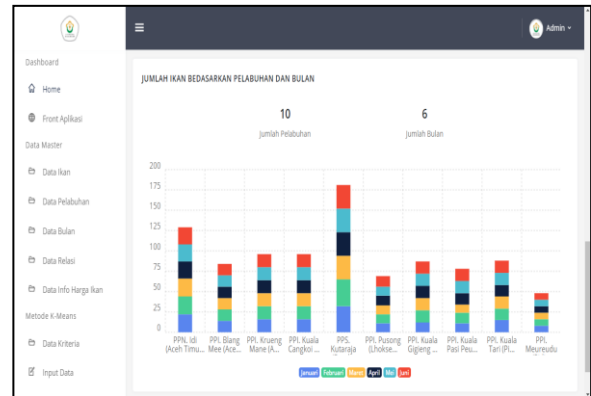 Admin
Dashboard
Home
Front Aplikasi
Data Master
Data Ikan
Data Pelabuhan
Data Bulan
Data Relasi
Data Info Harga Ikan
Metode K-Means
Data Kriteria
Input Data
JUMLAH IKAN BEDASARKAN PELABUHAN DAN BULAN
10 6
Jumlah Pelabuhan Jumlah Bulan
200
175
150
125
100
75
50
25
0
PPN. Idi (Aceh Timu...
PPI. Blang Mee (Ace...
PPI. Krueng Mane (A...
PPI. Kuala Cangkoi ...
PPS. Kutaraja
PPI. Pusong (Lhokse...
PPI. Kuala Gigieng ...
PPI. Kuala Pasi Peu...
PPI. Kuala Tari (Pi...
PPI. Meureudu
Januari Februari Maret April Mei Juni